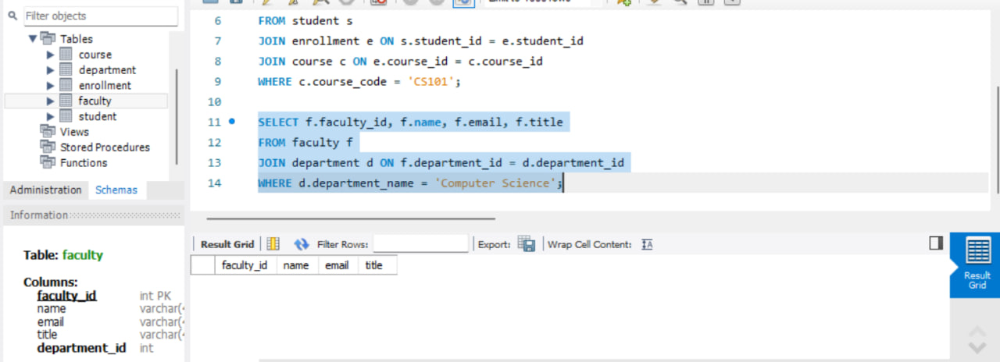 Filter objects
Tables
course
department
enrollment
faculty
student
Views
Stored Procedures
Functions
Administration Schemas
Information
Table: faculty
Columns:
faculty_id int PK
name varchar(
email varchar(
title varchar(
department_id int
6 FROM student s
7 JOIN enrollment e ON s.student_id = e.student_id
8 JOIN course c ON e.course_id = c.course_id
9 WHERE c.course_code = 'CS101';
10
11 SELECT f.faculty_id, f.name, f.email, f.title
12 FROM faculty f
13 JOIN department d ON f.department_id = d.department_id
14 WHERE d.department_name = 'Computer Science';
Result Grid Filter Rows: Export: Wrap Cell Content:
faculty_id name email title
Result
Grid